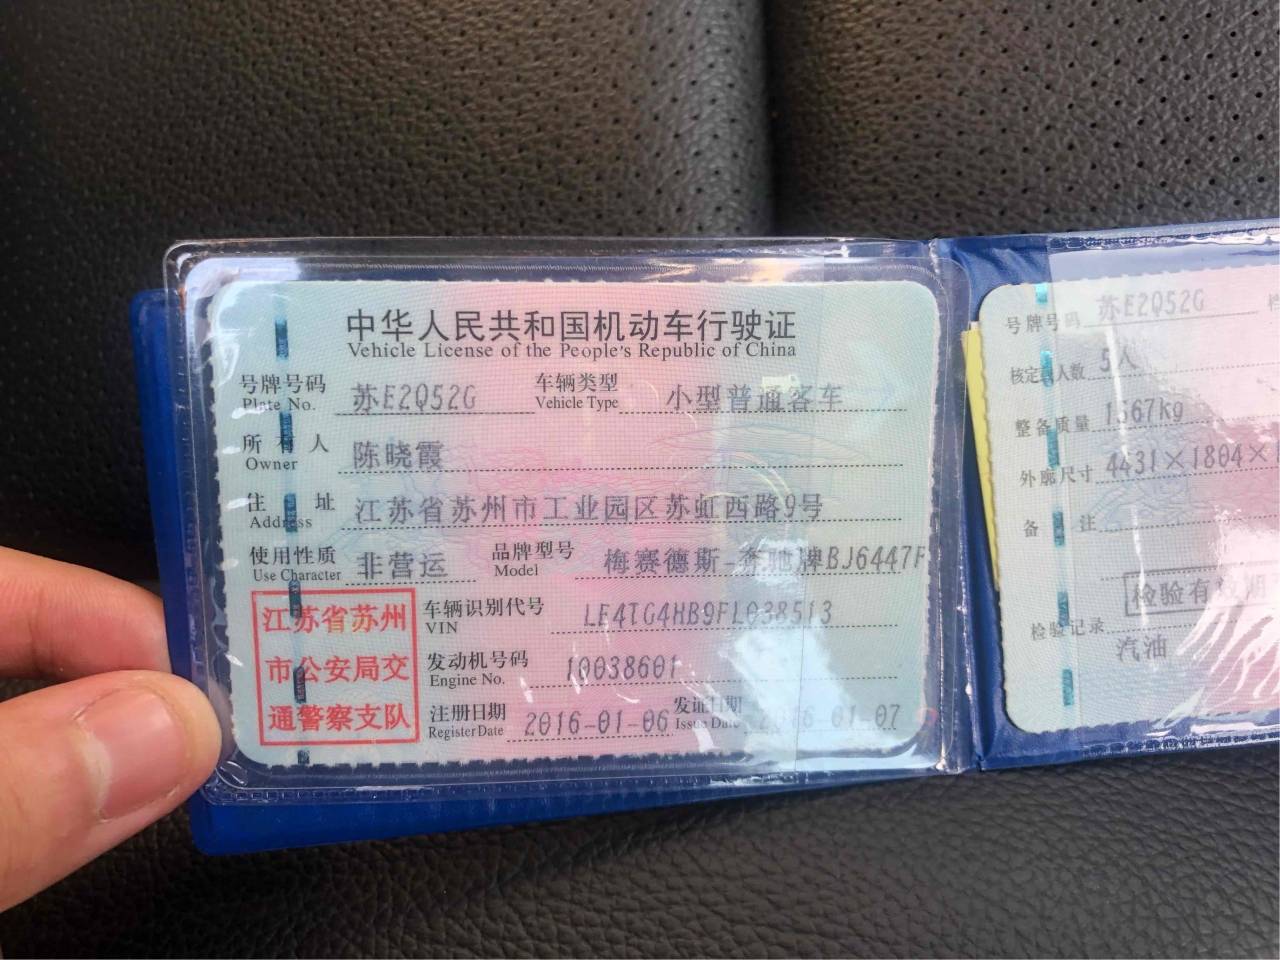 中华人民共和国机动车行驶证
Vehicle License of the People's Republic of China
号牌号码 苏E2Q52G 车辆类型 小型普通客车
Plate No. Vehicle Type
所有人 陈晓霞
Owner
住址 江苏省苏州市工业园区苏虹西路9号
Address
使用性质 非营运 品牌型号 梅赛德斯-奔驰牌BJ6447F
Use Character Model
江苏省苏州
市公安局交
通警察支队
车辆识别代号 LE4TG4HB9FL038513
VIN
发动机号码 10038601
Engine No.
注册日期 2016-01-06 发证日期 2016-01-07
Register Date Issue Date
号牌号码 苏E2Q52G
核定载人数 5人
整备质量 1567kg
外廓尺寸 4431×1804×
备注
检验有效期
检验记录
汽油